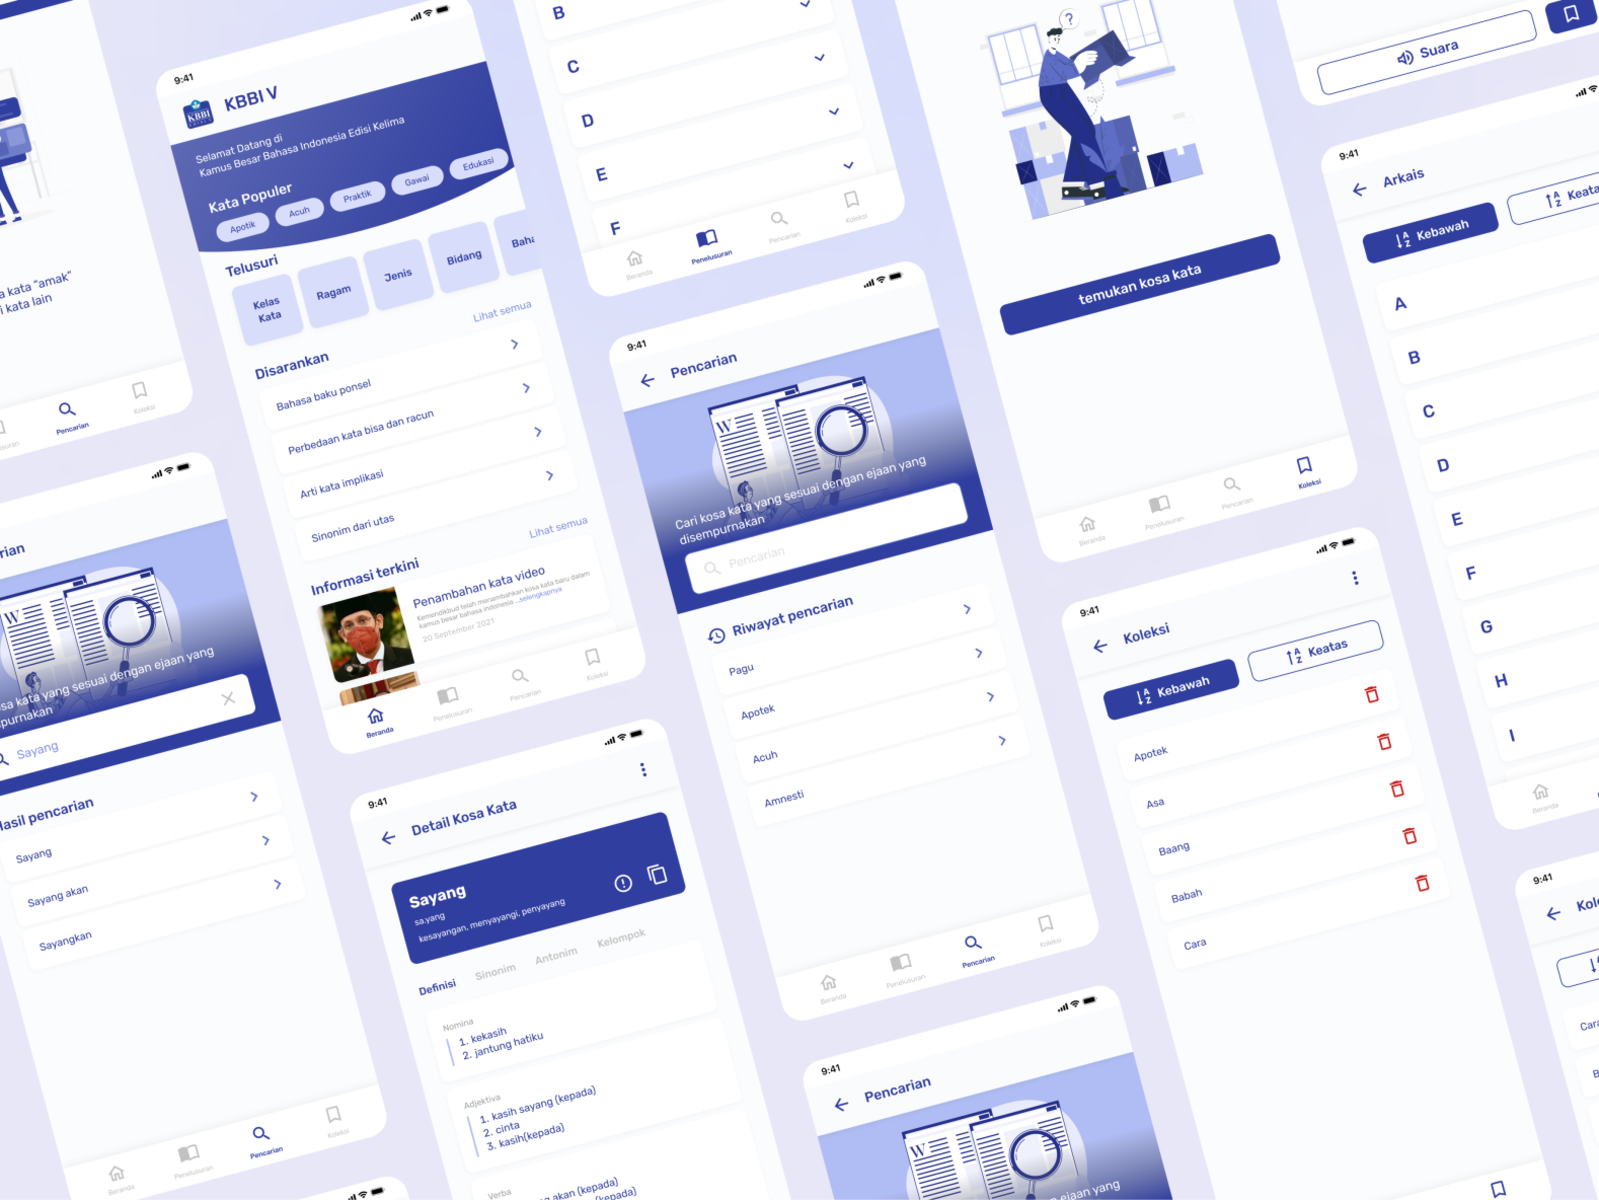 a kata "amak"
i kata lain
Pencarian
Koleksi
9:41
KBBI
KBBI V
Selamat Datang di
Kamus Besar Bahasa Indonesia Edisi Kelima
Kata Populer
Apotik
Acuh
Praktik
Gawai
Edukasi
Telusuri
Kelas
Kata
Ragam
Jenis
Bidang
Baha
Lihat semua
Disarankan
Bahasa baku ponsel
Perbedaan kata bisa dan racun
Arti kata implikasi
Sinonim dari utas
Lihat semua
Informasi terkini
Penambahan kata video
Kemendikbud telah menambahkan kosa kata baru dalam
kamus besar bahasa indonesia ...selengkapnya
20 September 2021
Beranda
Penelusuran
Pencarian
Koleksi
B
C
D
E
F
Beranda
Penelusuran
Pencarian
Koleksi
?
temukan kosa kata
Beranda
Penelusuran
Pencarian
Koleksi
Suara
9:41
Arkais
Kebawah
Keata
A
B
C
D
E
F
G
H
I
Beranda
9:41
Pencarian
W
Cari kosa kata yang sesuai dengan ejaan yang
disempurnakan
Pencarian
Riwayat pencarian
Pagu
Apotek
Acuh
Amnesti
Beranda
Penelusuran
Pencarian
Koleksi
rian
W
sa kata yang sesuai dengan ejaan yang
purnakan
Sayang
asil pencarian
Sayang
Sayang akan
Sayangkan
Beranda
Penelusuran
Pencarian
Koleksi
9:41
Detail Kosa Kata
Sayang
sa.yang
kesayangan, menyayangi, penyayang
Definisi
Sinonim
Antonim
Kelompok
Nomina
1. kekasih
2. jantung hatiku
Adjektiva
1. kasih sayang (kepada)
2. cinta
3. kasih(kepada)
Verba
akan (kepada)
(kepada)
9:41
Koleksi
Kebawah
Keatas
Apotek
Asa
Baang
Babah
Cara
9:41
Pencarian
W
ejaan yang
9:41
Kole
Cara
B